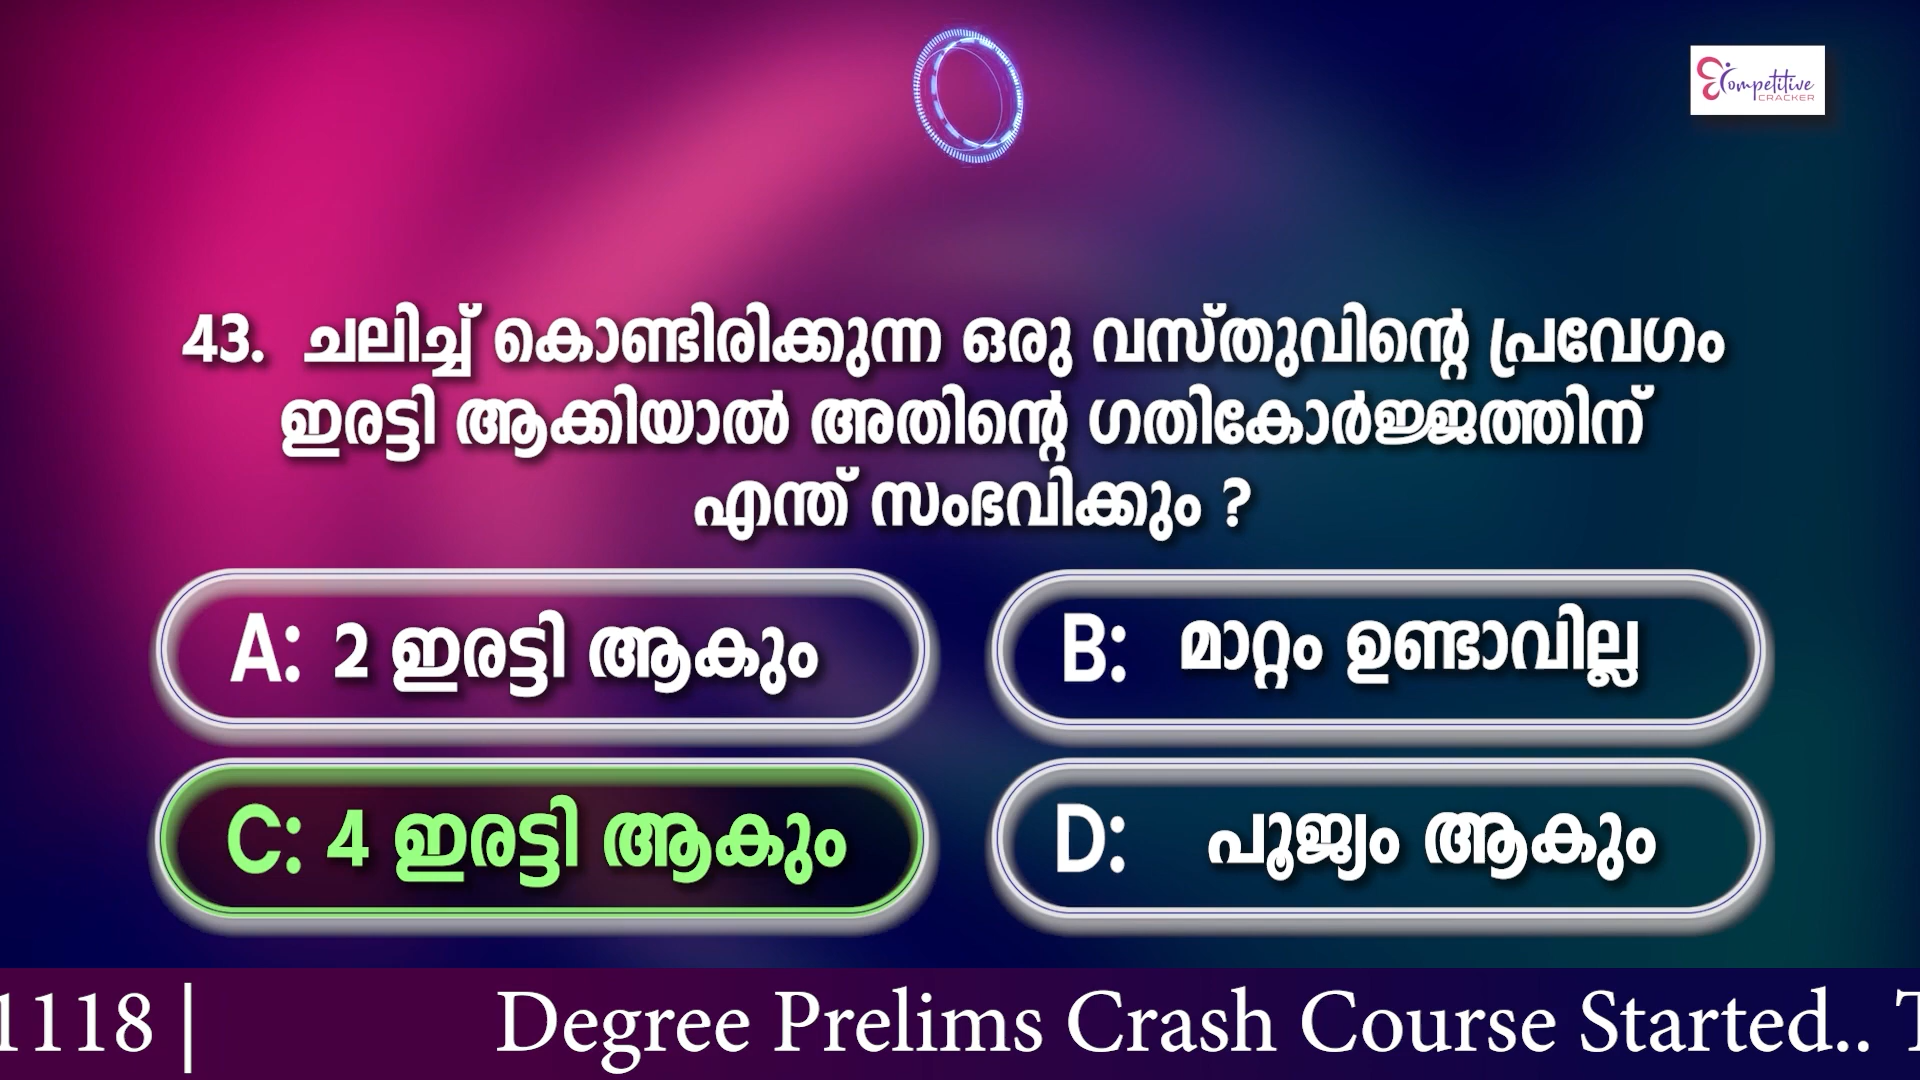 Competitive
CRACKER
43. ചലിച്ച് കൊണ്ടിരിക്കുന്ന ഒരു വസ്തുവിന്റെ പ്രവേഗം
ഇരട്ടി ആക്കിയാൽ അതിന്റെ ഗതികോർജ്ജത്തിന്
എന്ത് സംഭവിക്കും ?
A: 2 ഇരട്ടി ആകും
B: മാറ്റം ഉണ്ടാവില്ല
C: 4 ഇരട്ടി ആകും
D: പൂജ്യം ആകും
1118 | Degree Prelims Crash Course Started.. T